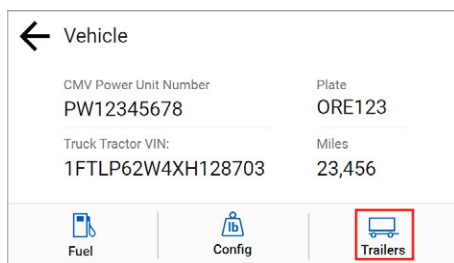 Vehicle
CMV Power Unit Number Plate
PW12345678 ORE123
Truck Tractor VIN: Miles
1FTLP62W4XH128703 23,456
lb
Fuel Config Trailers